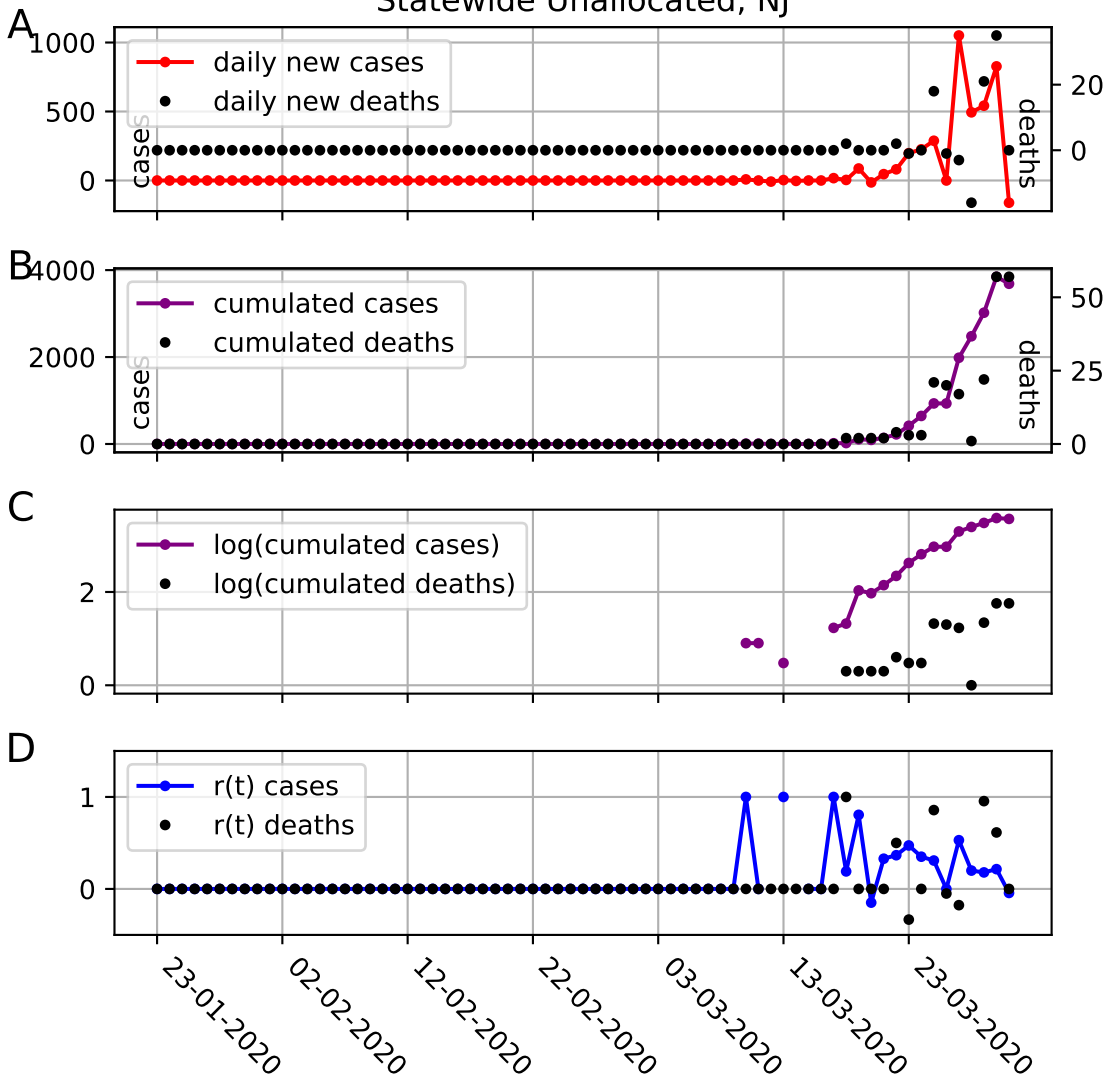 Statewide Unallocated, NJ
A
1000
500
0
cases
daily new cases
daily new deaths
deaths
20
0
B
4000
2000
0
cases
cumulated cases
cumulated deaths
deaths
50
25
0
C
2
0
log(cumulated cases)
log(cumulated deaths)
D
1
0
r(t) cases
r(t) deaths
23-01-2020
02-02-2020
12-02-2020
22-02-2020
03-03-2020
13-03-2020
23-03-2020